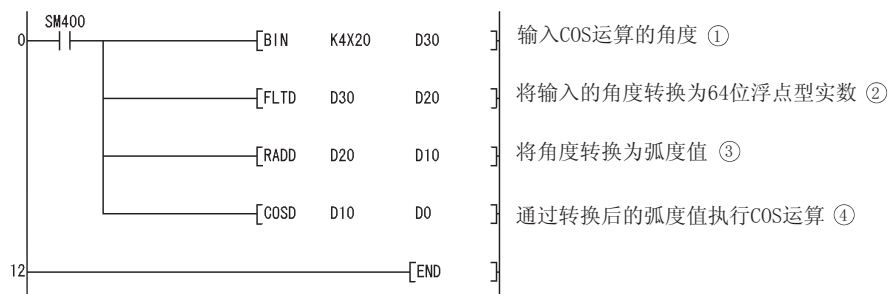 SM400
0 BIN K4X20 D30 输入COS运算的角度 ①
FLTD D30 D20 将输入的角度转换为64位浮点型实数 ②
RADD D20 D10 将角度转换为弧度值 ③
COSD D10 D0 通过转换后的弧度值执行COS运算 ④
12 END